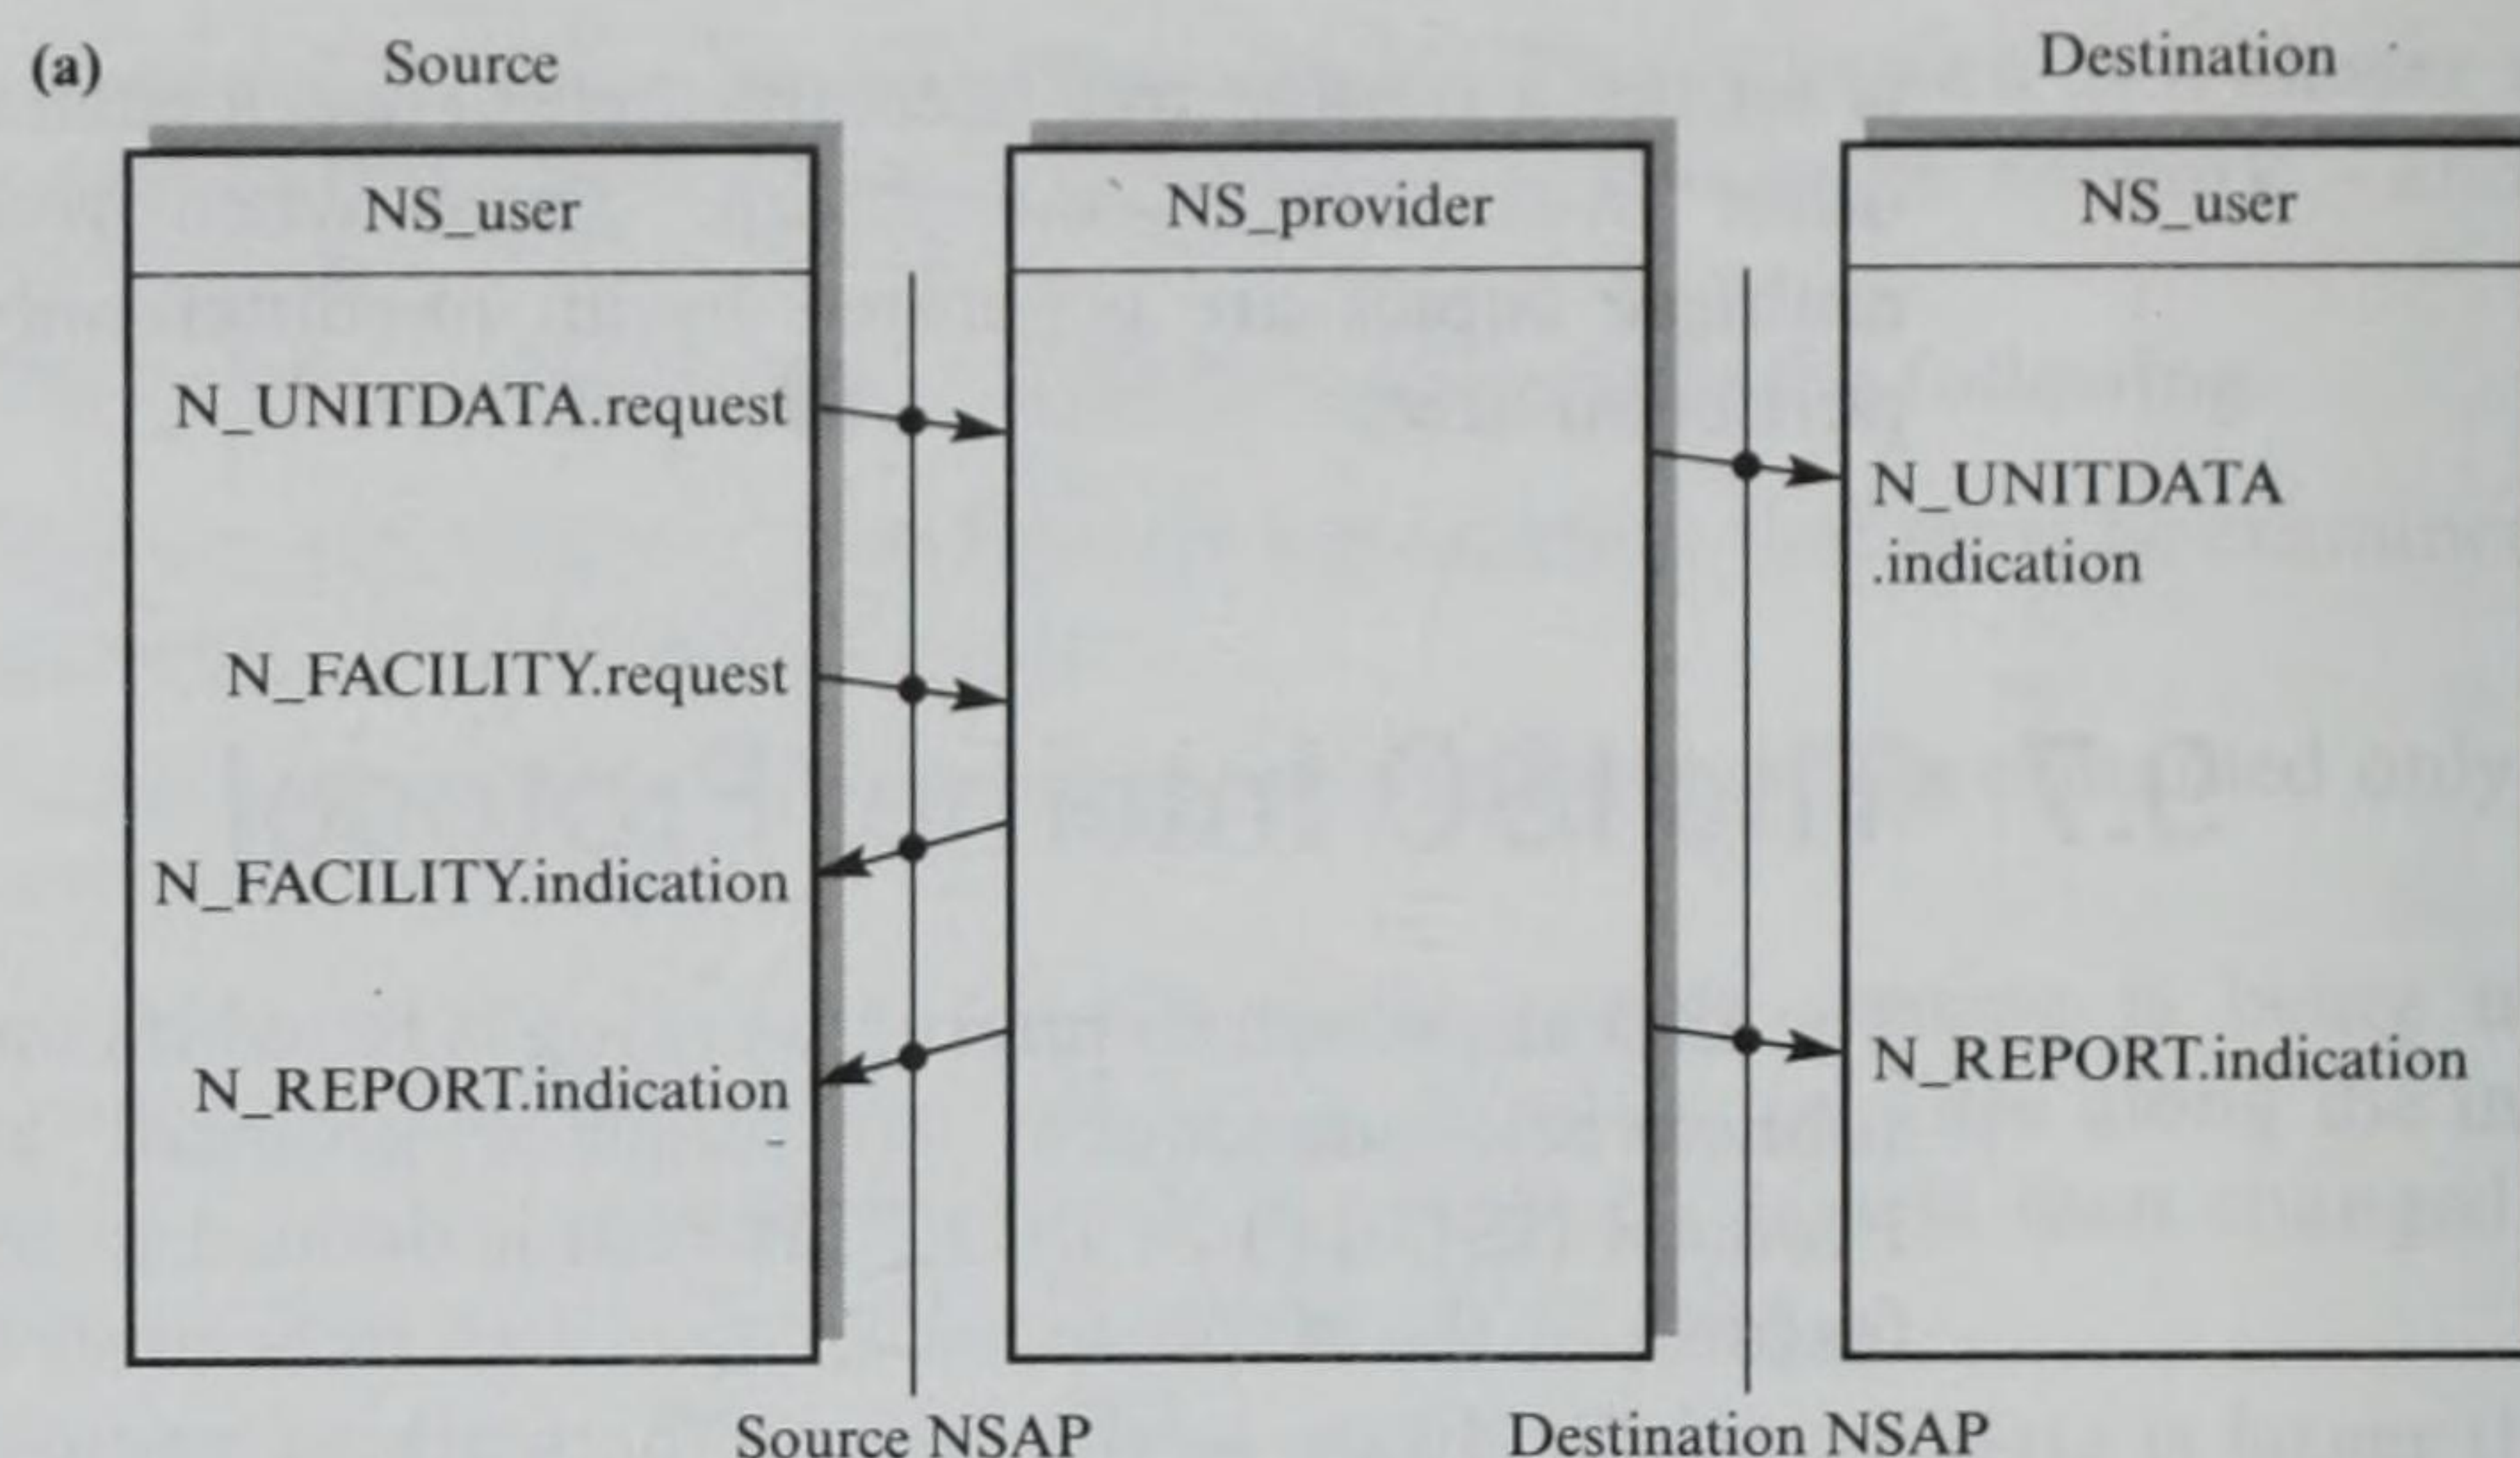 (a)
Source
Destination
NS_user
NS_provider
NS_user
N_UNITDATA.request
N_UNITDATA
.indication
N_FACILITY.request
N_FACILITY.indication
N_REPORT.indication
N_REPORT.indication
Source NSAP
Destination NSAP